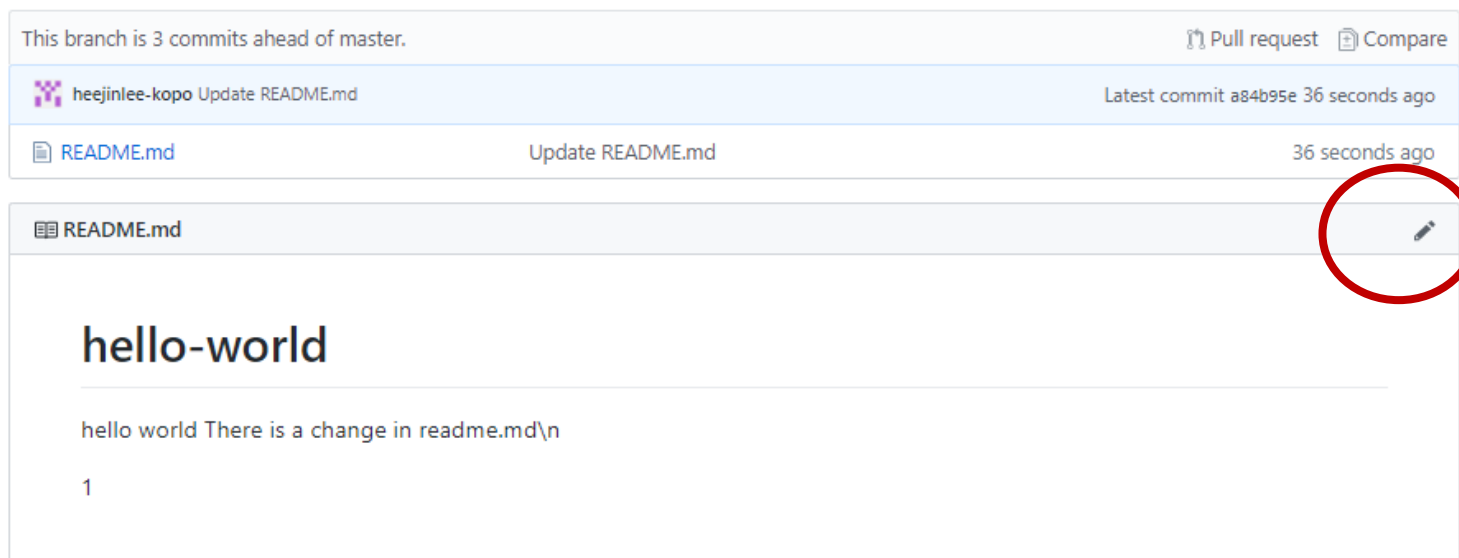 This branch is 3 commits ahead of master. Pull request Compare
heejinlee-kopo Update README.md Latest commit a84b95e 36 seconds ago
README.md Update README.md 36 seconds ago
README.md
hello-world
hello world There is a change in readme.md\n
1